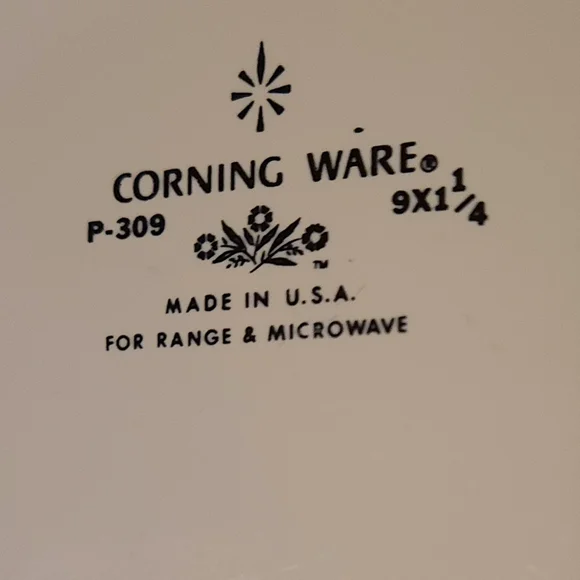 CORNING WARE®
P-309 9X1 1/4
™
MADE IN U.S.A.
FOR RANGE & MICROWAVE